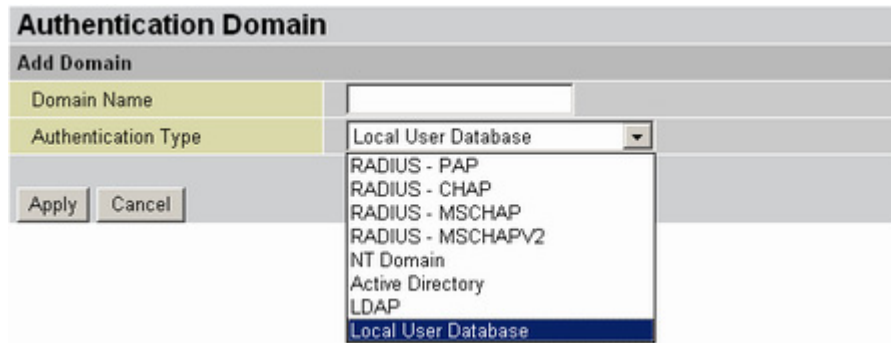 Authentication Domain
Add Domain
Domain Name
Authentication Type Local User Database
RADIUS - PAP
RADIUS - CHAP
RADIUS - MSCHAP
RADIUS - MSCHAPV2
NT Domain
Active Directory
LDAP
Local User Database
Apply Cancel